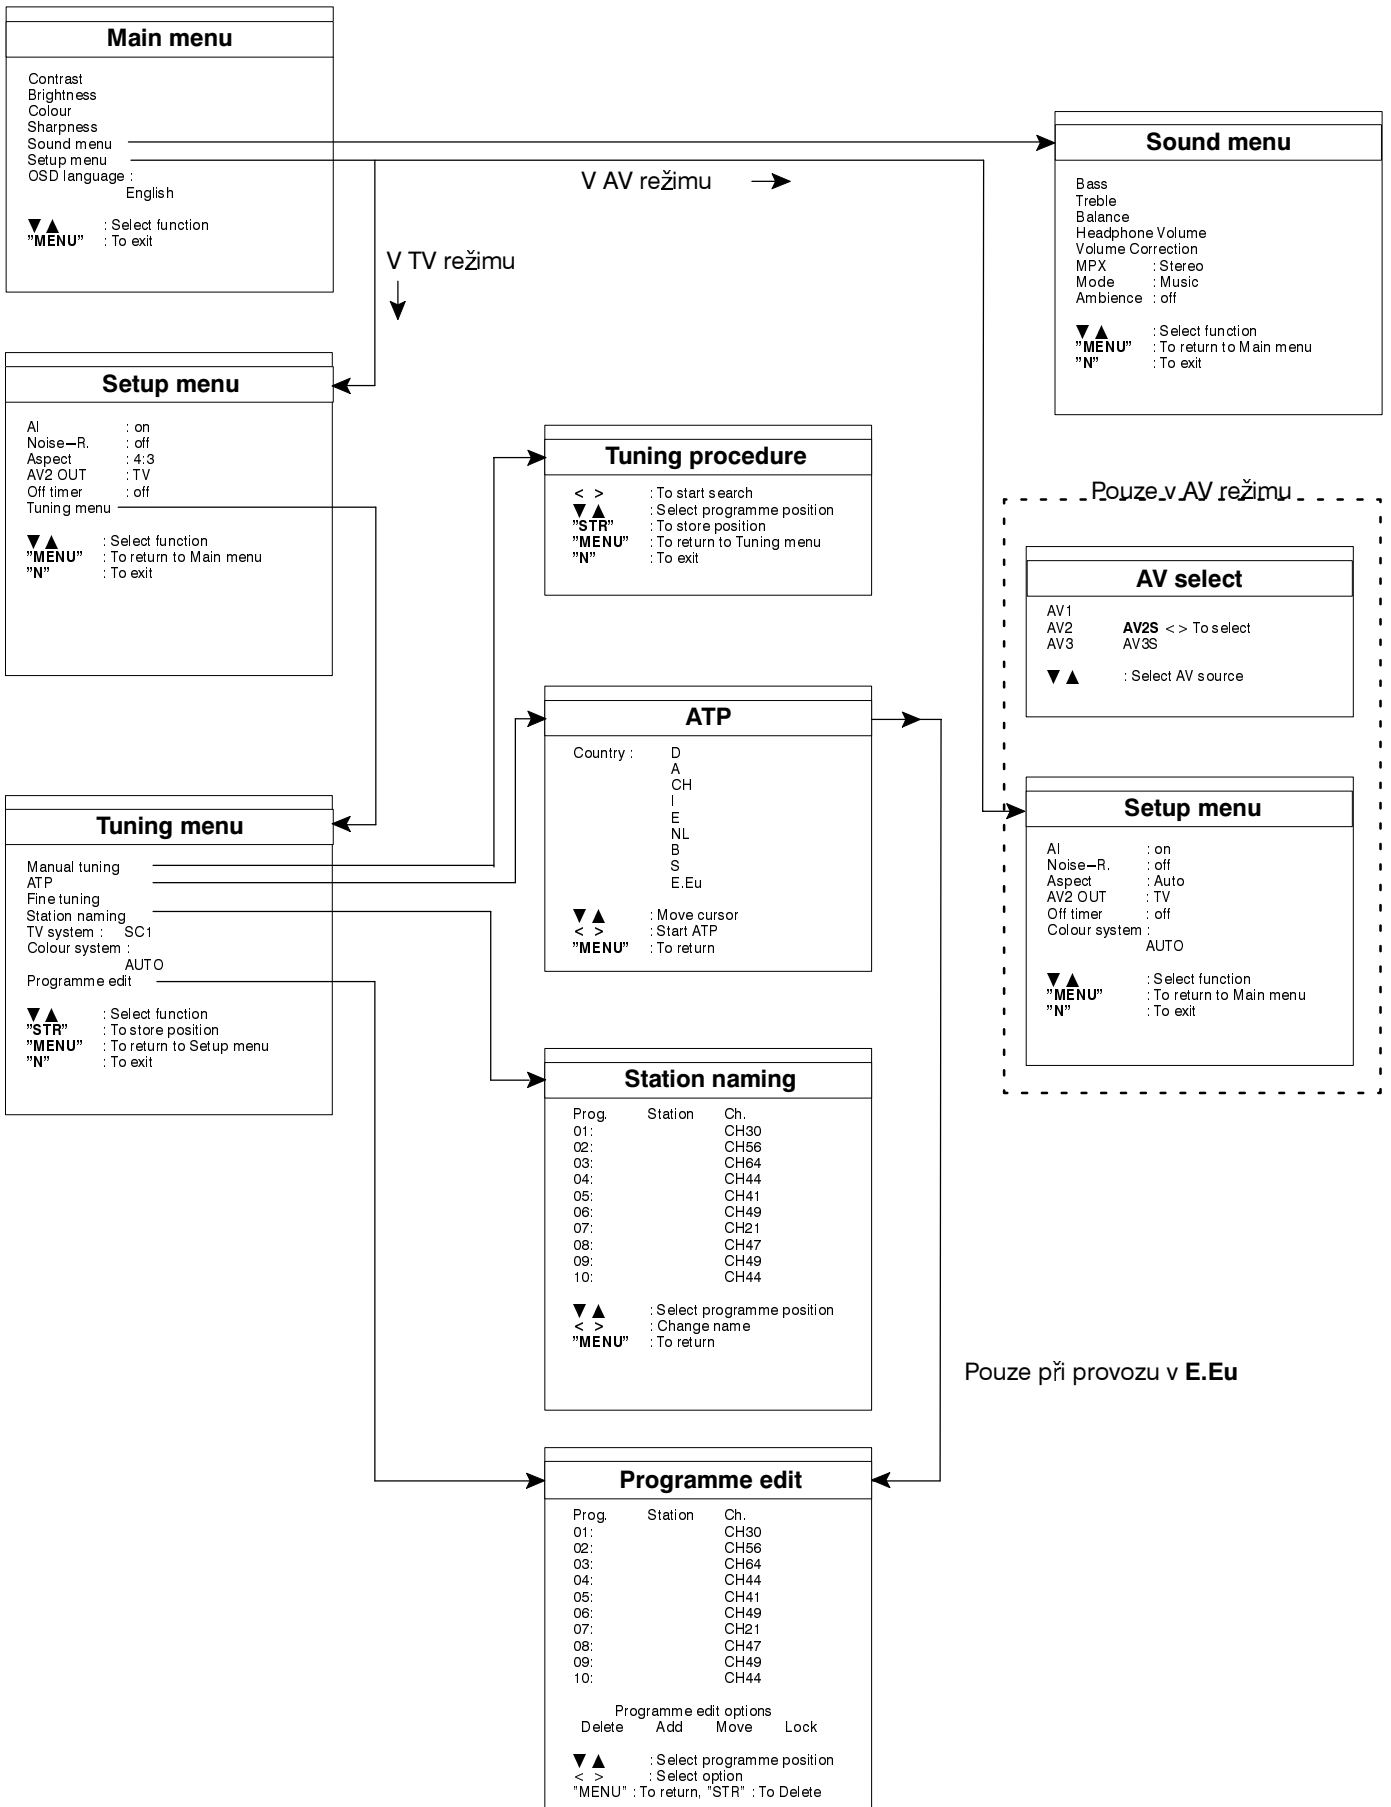 Main menu
Contrast
Brightness
Colour
Sharpness
Sound menu
Setup menu
OSD language :
English
▼ ▲ : Select function
"MENU" : To exit
V AV režimu
V TV režimu
Sound menu
Bass
Treble
Balance
Headphone Volume
Volume Correction
MPX : Stereo
Mode : Music
Ambience : off
▼ ▲ : Select function
"MENU" : To return to Main menu
"N" : To exit
Setup menu
AI : on
Noise–R. : off
Aspect : 4:3
AV2 OUT : TV
Off timer : off
Tuning menu
▼ ▲ : Select function
"MENU" : To return to Main menu
"N" : To exit
Tuning procedure
< > : To start search
▼ ▲ : Select programme position
"STR" : To store position
"MENU" : To return to Tuning menu
"N" : To exit
Pouze v AV režimu
AV select
AV1
AV2 AV2S < > To select
AV3 AV3S
▼ ▲ : Select AV source
Setup menu
AI : on
Noise–R. : off
Aspect : Auto
AV2 OUT : TV
Off timer : off
Colour system :
AUTO
▼ ▲ : Select function
"MENU" : To return to Main menu
"N" : To exit
ATP
Country : D
A
CH
I
E
NL
B
S
E.Eu
▼ ▲ : Move cursor
< > : Start ATP
"MENU" : To return
Tuning menu
Manual tuning
ATP
Fine tuning
Station naming
TV system : SC1
Colour system :
AUTO
Programme edit
▼ ▲ : Select function
"STR" : To store position
"MENU" : To return to Setup menu
"N" : To exit
Station naming
Prog. Station Ch.
01: CH30
02: CH56
03: CH64
04: CH44
05: CH41
06: CH49
07: CH21
08: CH47
09: CH49
10: CH44
▼ ▲ : Select programme position
< > : Change name
"MENU" : To return
Pouze při provozu v E.Eu
Programme edit
Prog. Station Ch.
01: CH30
02: CH56
03: CH64
04: CH44
05: CH41
06: CH49
07: CH21
08: CH47
09: CH49
10: CH44
Programme edit options
Delete Add Move Lock
▼ ▲ : Select programme position
< > : Select option
"MENU" : To return, "STR" : To Delete